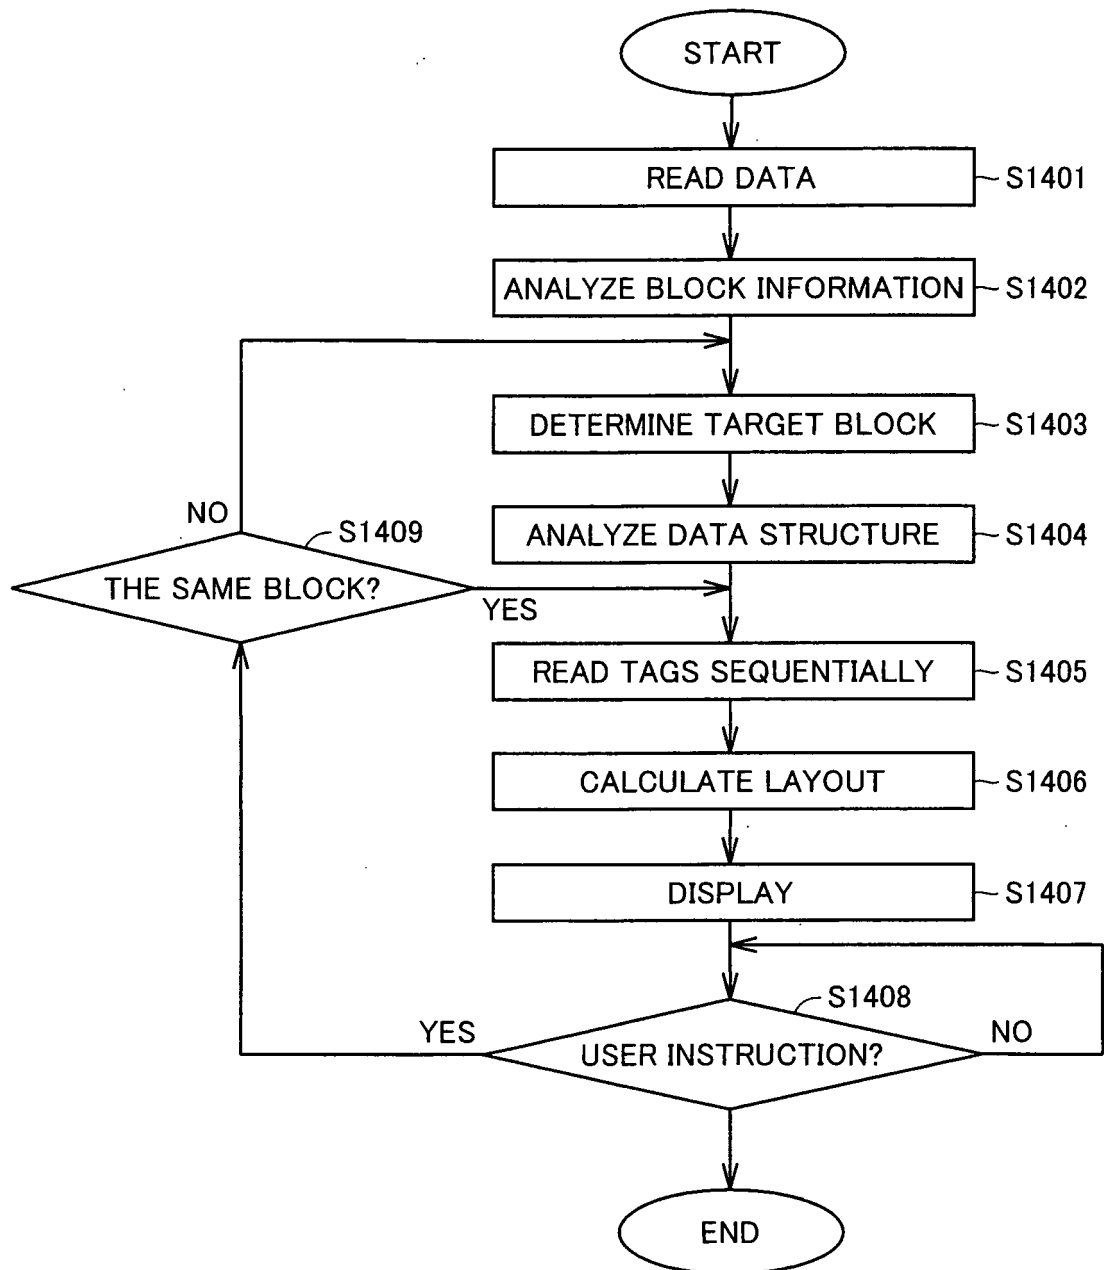 START
READ DATA
S1401
ANALYZE BLOCK INFORMATION
S1402
DETERMINE TARGET BLOCK
S1403
NO
S1409
ANALYZE DATA STRUCTURE
S1404
THE SAME BLOCK?
YES
READ TAGS SEQUENTIALLY
S1405
CALCULATE LAYOUT
S1406
DISPLAY
S1407
S1408
YES
USER INSTRUCTION?
NO
END